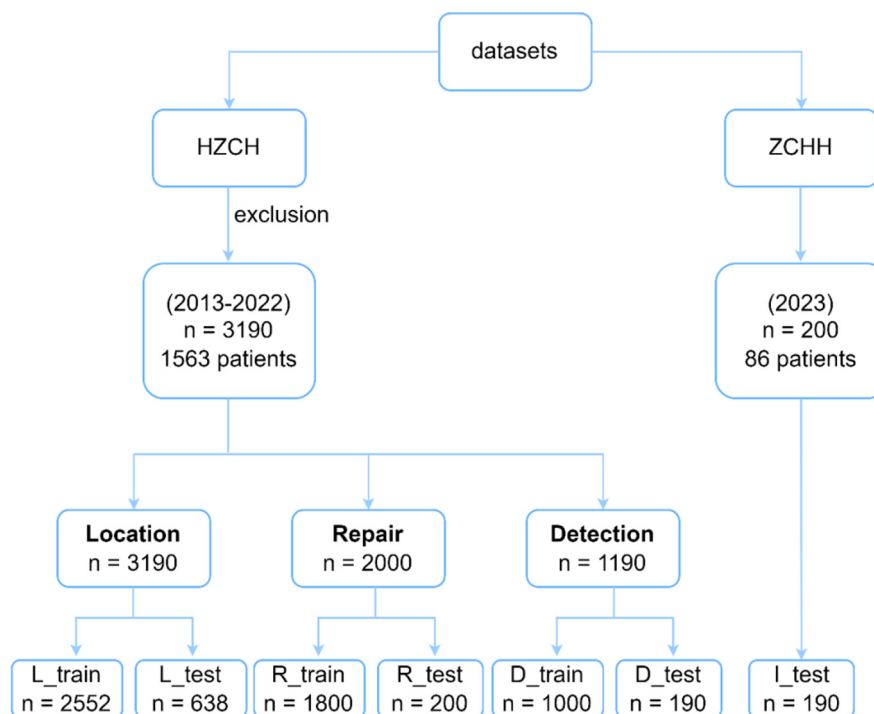 datasets
HZCH
ZCHH
exclusion
(2013-2022)
n = 3190
1563 patients
(2023)
n = 200
86 patients
Location
n = 3190
Repair
n = 2000
Detection
n = 1190
L_train
n = 2552
L_test
n = 638
R_train
n = 1800
R_test
n = 200
D_train
n = 1000
D_test
n = 190
I_test
n = 190